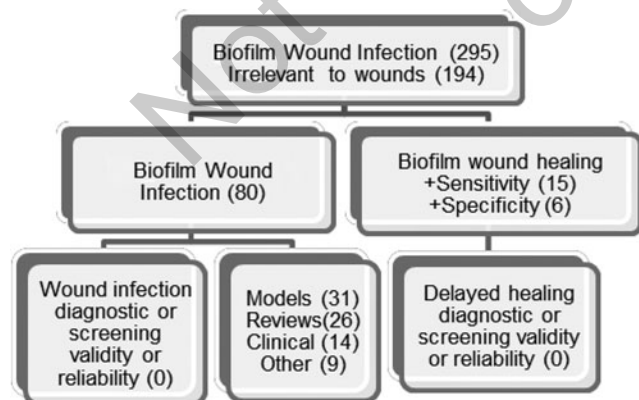 Biofilm Wound Infection (295)
Irrelevant to wounds (194)
Biofilm Wound
Infection (80)
Biofilm wound healing
+Sensitivity (15)
+Specificity (6)
Wound infection
diagnostic or
screening
validity or
reliability (0)
Models (31)
Reviews(26)
Clinical (14)
Other (9)
Delayed healing
diagnostic or
screening validity
or reliability (0)
Not